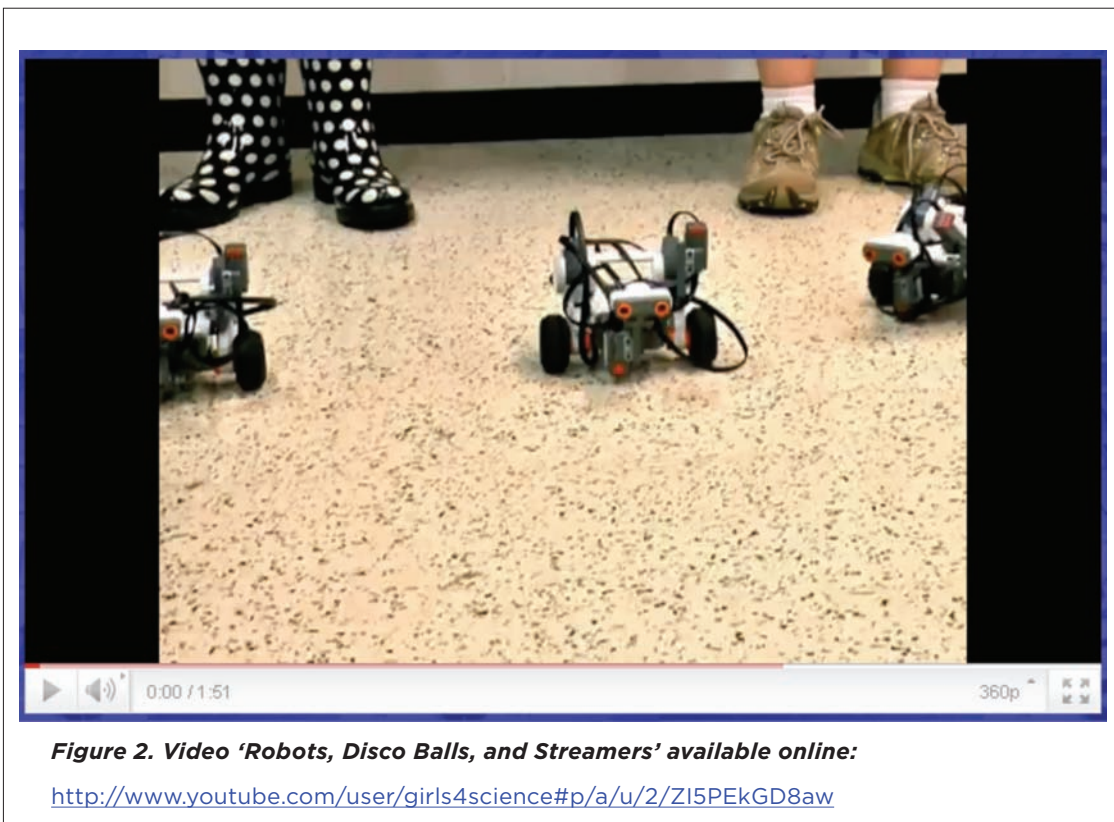 0:00 / 1:51
360p
Figure 2. Video ‘Robots, Disco Balls, and Streamers’ available online:
http://www.youtube.com/user/girls4science#p/a/u/2/ZI5PEkGD8aw